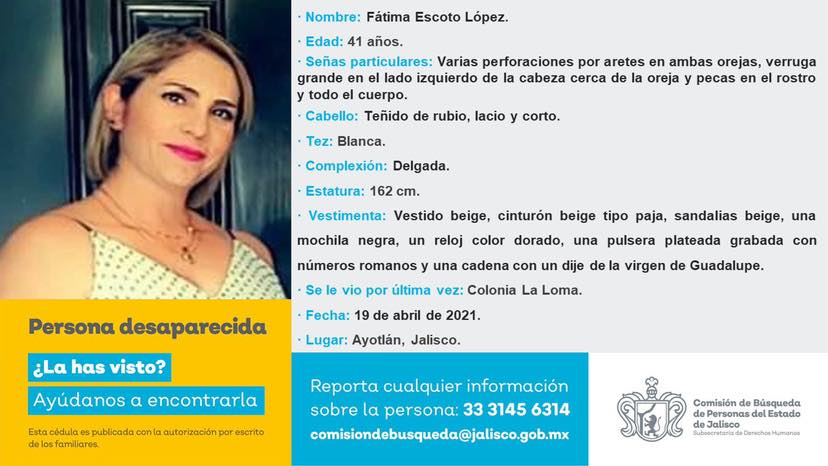 · Nombre: Fátima Escoto López.
· Edad: 41 años.
· Señas particulares: Varias perforaciones por aretes en ambas orejas, verruga
grande en el lado izquierdo de la cabeza cerca de la oreja y pecas en el rostro
y todo el cuerpo.
· Cabello: Teñido de rubio, lacio y corto.
· Tez: Blanca.
· Complexión: Delgada.
· Estatura: 162 cm.
· Vestimenta: Vestido beige, cinturón beige tipo paja, sandalias beige, una
mochila negra, un reloj color dorado, una pulsera plateada grabada con
números romanos y una cadena con un dije de la virgen de Guadalupe.
· Se le vio por última vez: Colonia La Loma.
· Fecha: 19 de abril de 2021.
· Lugar: Ayotlán, Jalisco.
Persona desaparecida
¿La has visto?
Ayúdanos a encontrarla
Esta cédula es publicada con la autorización por escrito
de los familiares.
Reporta cualquier información
sobre la persona: 33 3145 6314
comisiondebusqueda@jalisco.gob.mx
Comisión de Búsqueda
de Personas del Estado
de Jalisco
Subsecretaría de Derechos Humanos